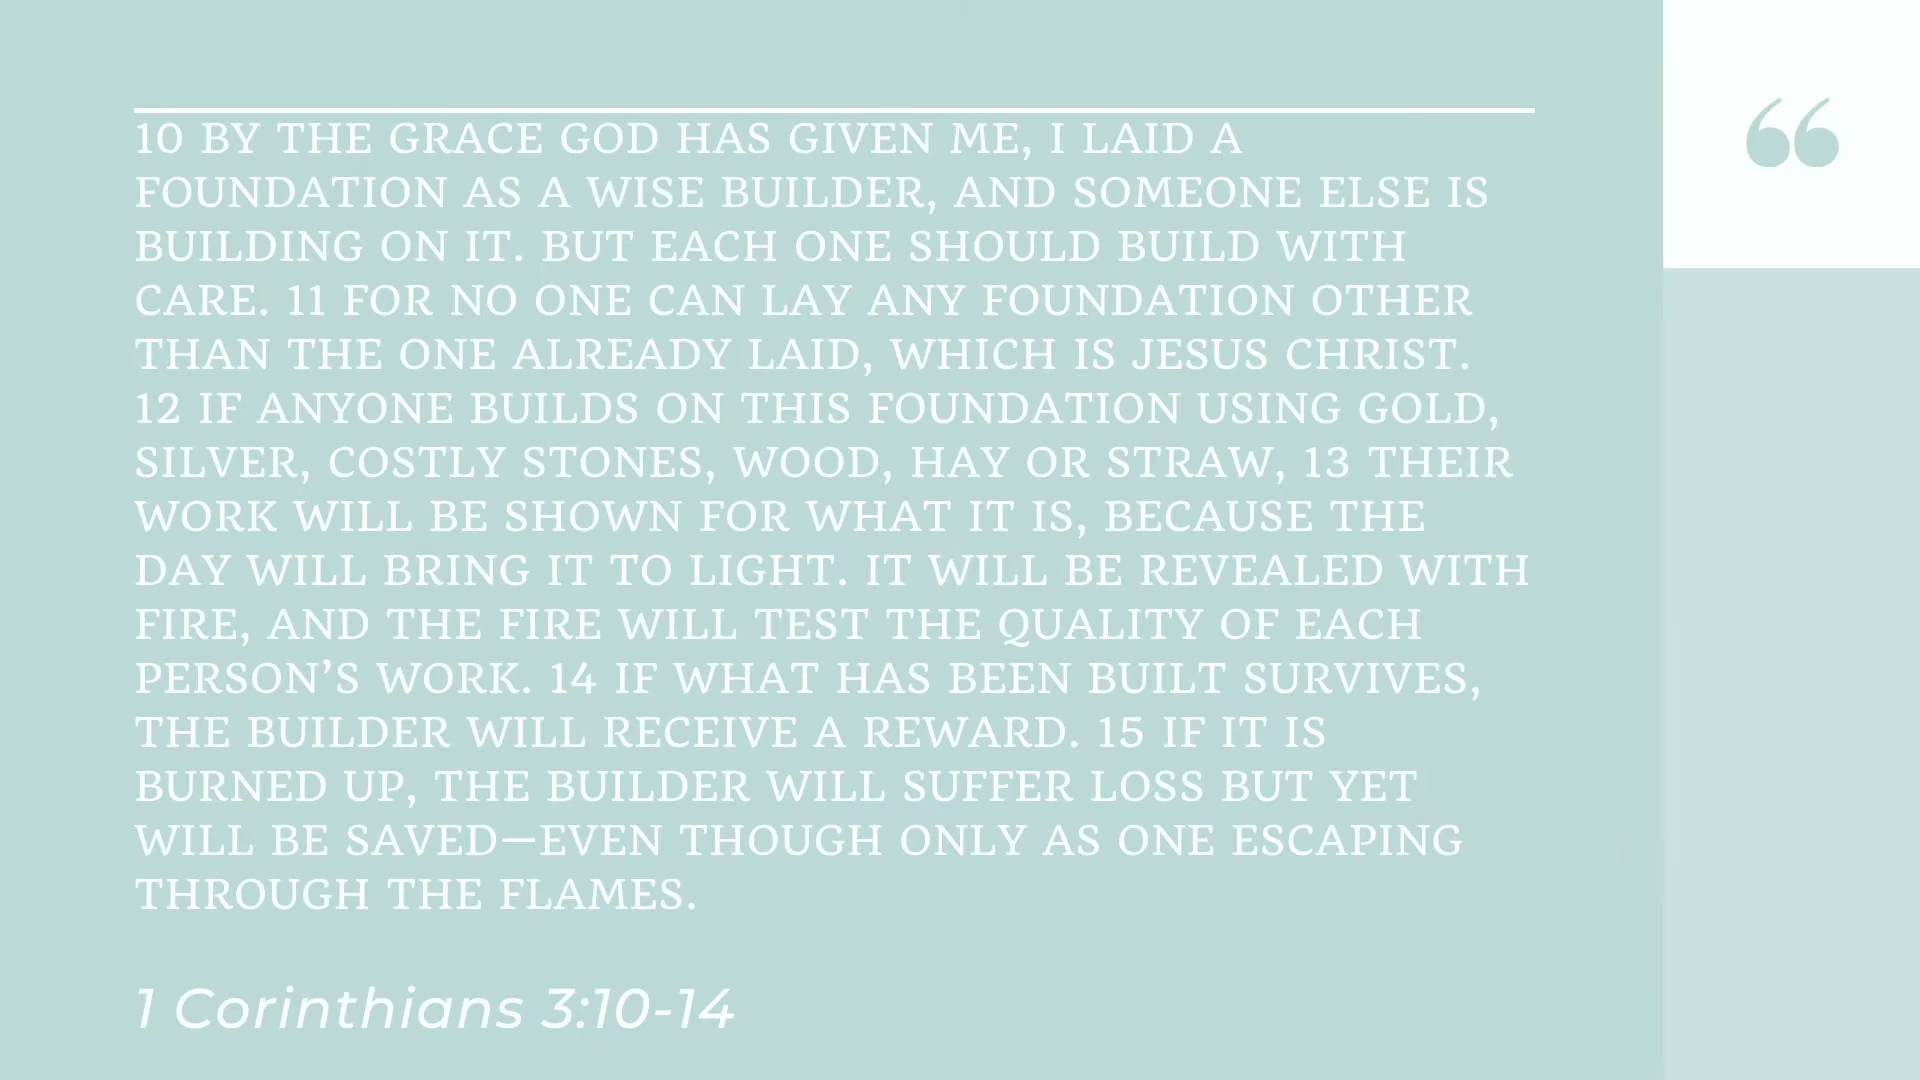 10 BY THE GRACE GOD HAS GIVEN ME, I LAID A
FOUNDATION AS A WISE BUILDER, AND SOMEONE ELSE IS
BUILDING ON IT. BUT EACH ONE SHOULD BUILD WITH
CARE. 11 FOR NO ONE CAN LAY ANY FOUNDATION OTHER
THAN THE ONE ALREADY LAID, WHICH IS JESUS CHRIST.
12 IF ANYONE BUILDS ON THIS FOUNDATION USING GOLD,
SILVER, COSTLY STONES, WOOD, HAY OR STRAW, 13 THEIR
WORK WILL BE SHOWN FOR WHAT IT IS, BECAUSE THE
DAY WILL BRING IT TO LIGHT. IT WILL BE REVEALED WITH
FIRE, AND THE FIRE WILL TEST THE QUALITY OF EACH
PERSON’S WORK. 14 IF WHAT HAS BEEN BUILT SURVIVES,
THE BUILDER WILL RECEIVE A REWARD. 15 IF IT IS
BURNED UP, THE BUILDER WILL SUFFER LOSS BUT YET
WILL BE SAVED—EVEN THOUGH ONLY AS ONE ESCAPING
THROUGH THE FLAMES.
1 Corinthians 3:10-14
“